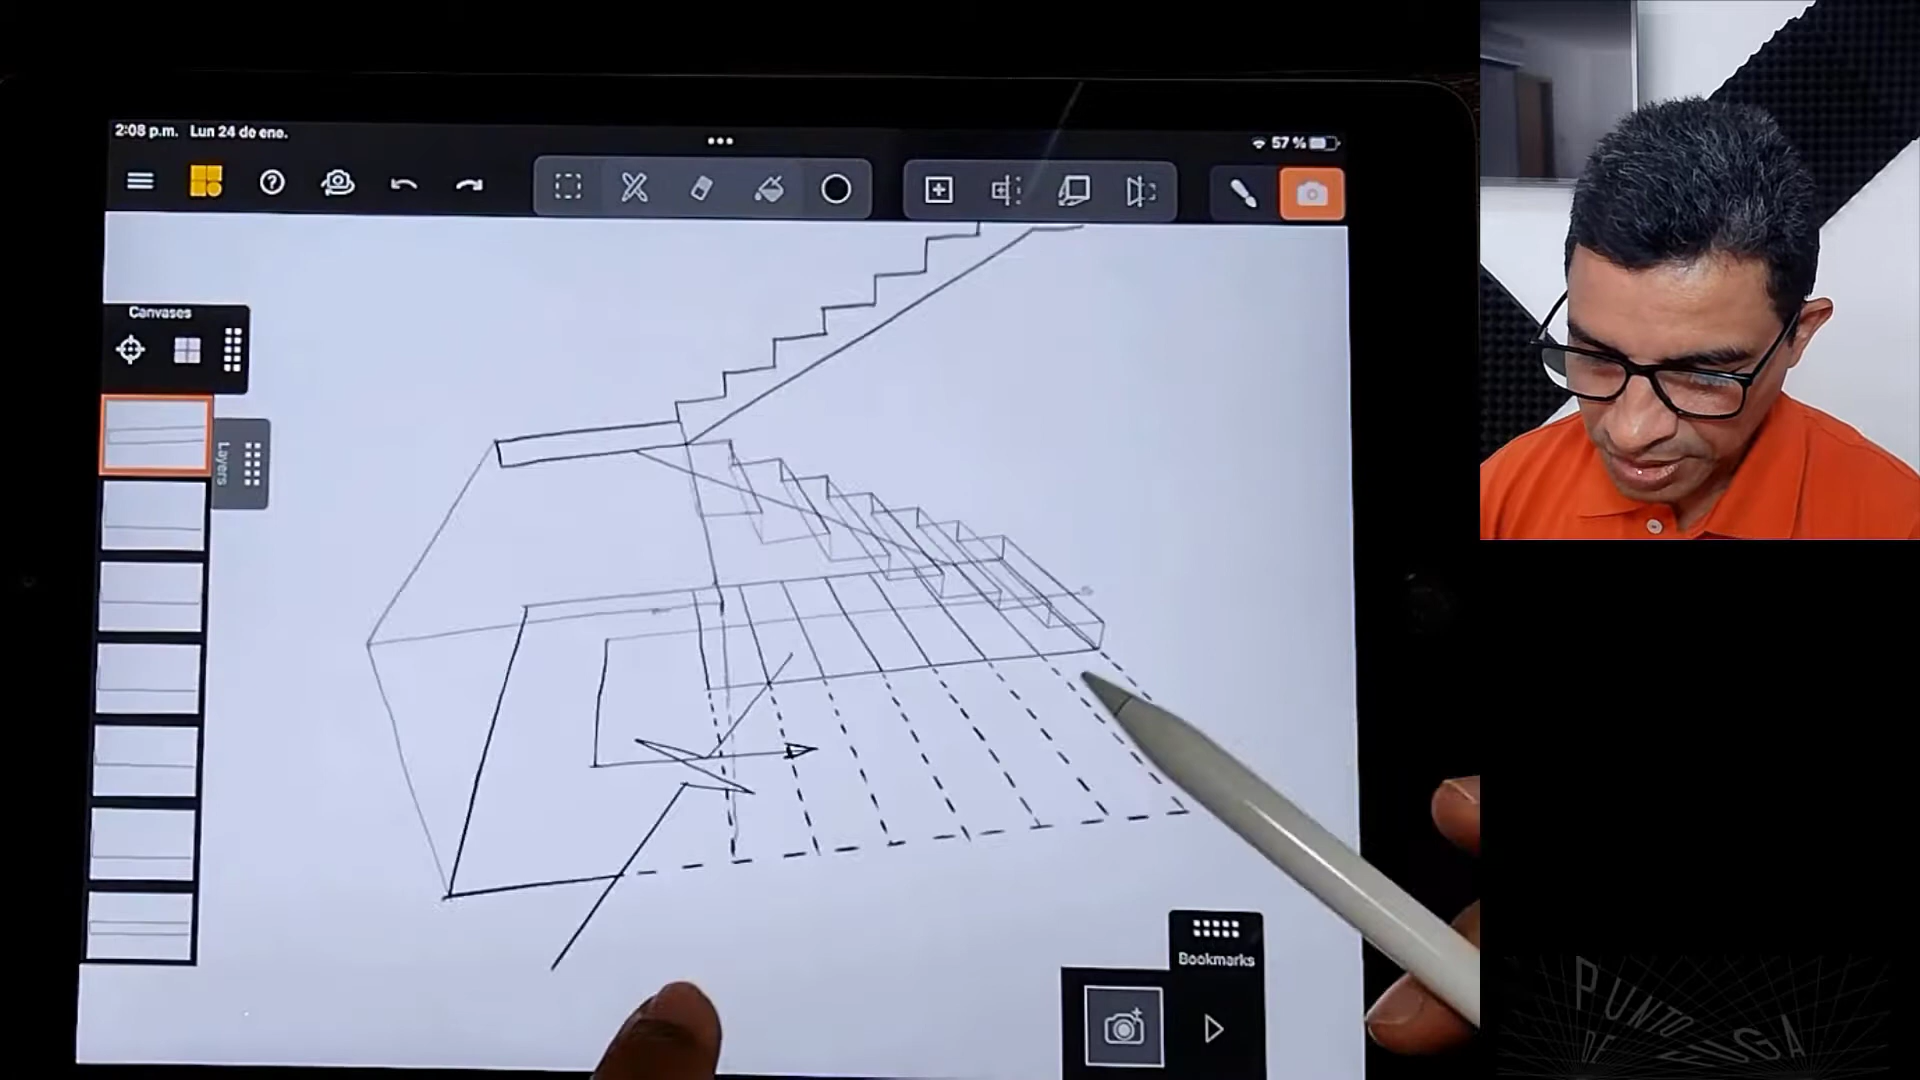 2:08 p.m. Lun 24 de ene.
57 %
Canvases
Layers
Bookmarks
PUNTO
DE FUGA